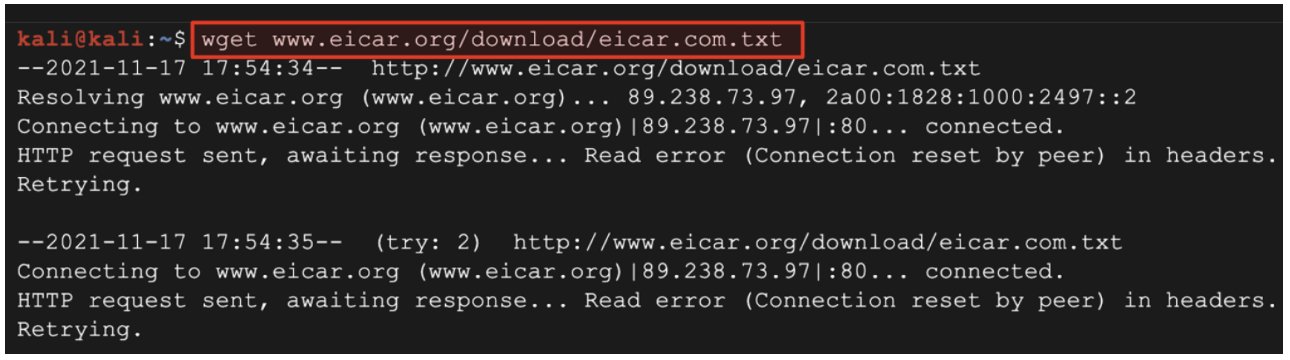 kali@kali:~$ wget www.eicar.org/download/eicar.com.txt
--2021-11-17 17:54:34--  http://www.eicar.org/download/eicar.com.txt
Resolving www.eicar.org (www.eicar.org)... 89.238.73.97, 2a00:1828:1000:2497::2
Connecting to www.eicar.org (www.eicar.org)|89.238.73.97|:80... connected.
HTTP request sent, awaiting response... Read error (Connection reset by peer) in headers.
Retrying.
--2021-11-17 17:54:35--  (try: 2)  http://www.eicar.org/download/eicar.com.txt
Connecting to www.eicar.org (www.eicar.org)|89.238.73.97|:80... connected.
HTTP request sent, awaiting response... Read error (Connection reset by peer) in headers.
Retrying.